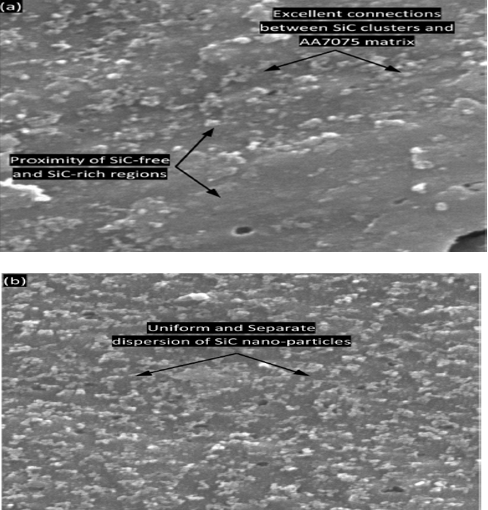 (a)
Excellent connections
between SiC clusters and
AA7075 matrix
Proximity of SiC-free
and SiC-rich regions
(b)
Uniform and Separate
dispersion of SiC nano-particles